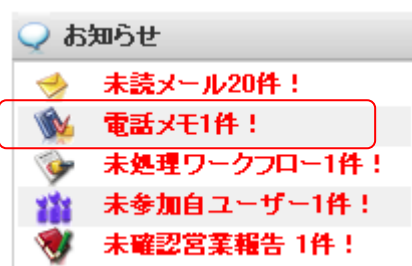 お知らせ
未読メール20件！
電話メモ1件！
未処理ワークフロー1件！
未参加自ユーザー1件！
未確認営業報告 1件！